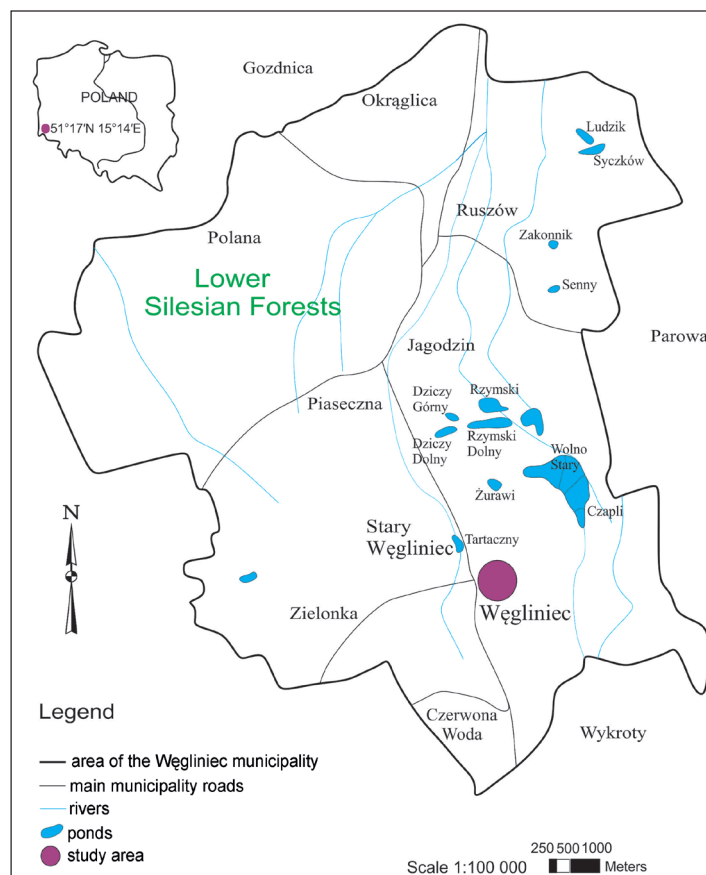 Gozdnica
POLAND
51°17'N 15°14'E
Okrąglica
Ludzik
Syczków
Ruszów
Polana
Zakonnik
Lower
Silesian Forests
Senny
Parowa
Jagodzin
Dziczy
Górny
Rzymski
Piaseczna
Dziczy
Dolny
Rzymski
Dolny
Wolno
Stary
Żurawi
Czapli
N
Stary
Węgliniec
Tartaczny
Zielonka
Węgliniec
Legend
Czerwona
Woda
Wykroty
area of the Węgliniec municipality
main municipality roads
rivers
ponds
study area
250 500 1000
Scale 1:100 000
Meters